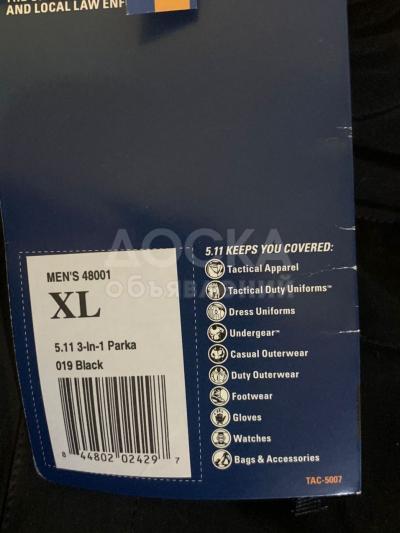 AND LOCAL LAW ENF
ДОСКА
объявлений
MEN'S 48001
XL
5.11 3-In-1 Parka
019 Black
8 44802 02429 7
5.11 KEEPS YOU COVERED:
Tactical Apparel
Tactical Duty Uniforms™
Dress Uniforms
Undergear™
Casual Outerwear
Duty Outerwear
Footwear
Gloves
Watches
Bags & Accessories
TAC-5007